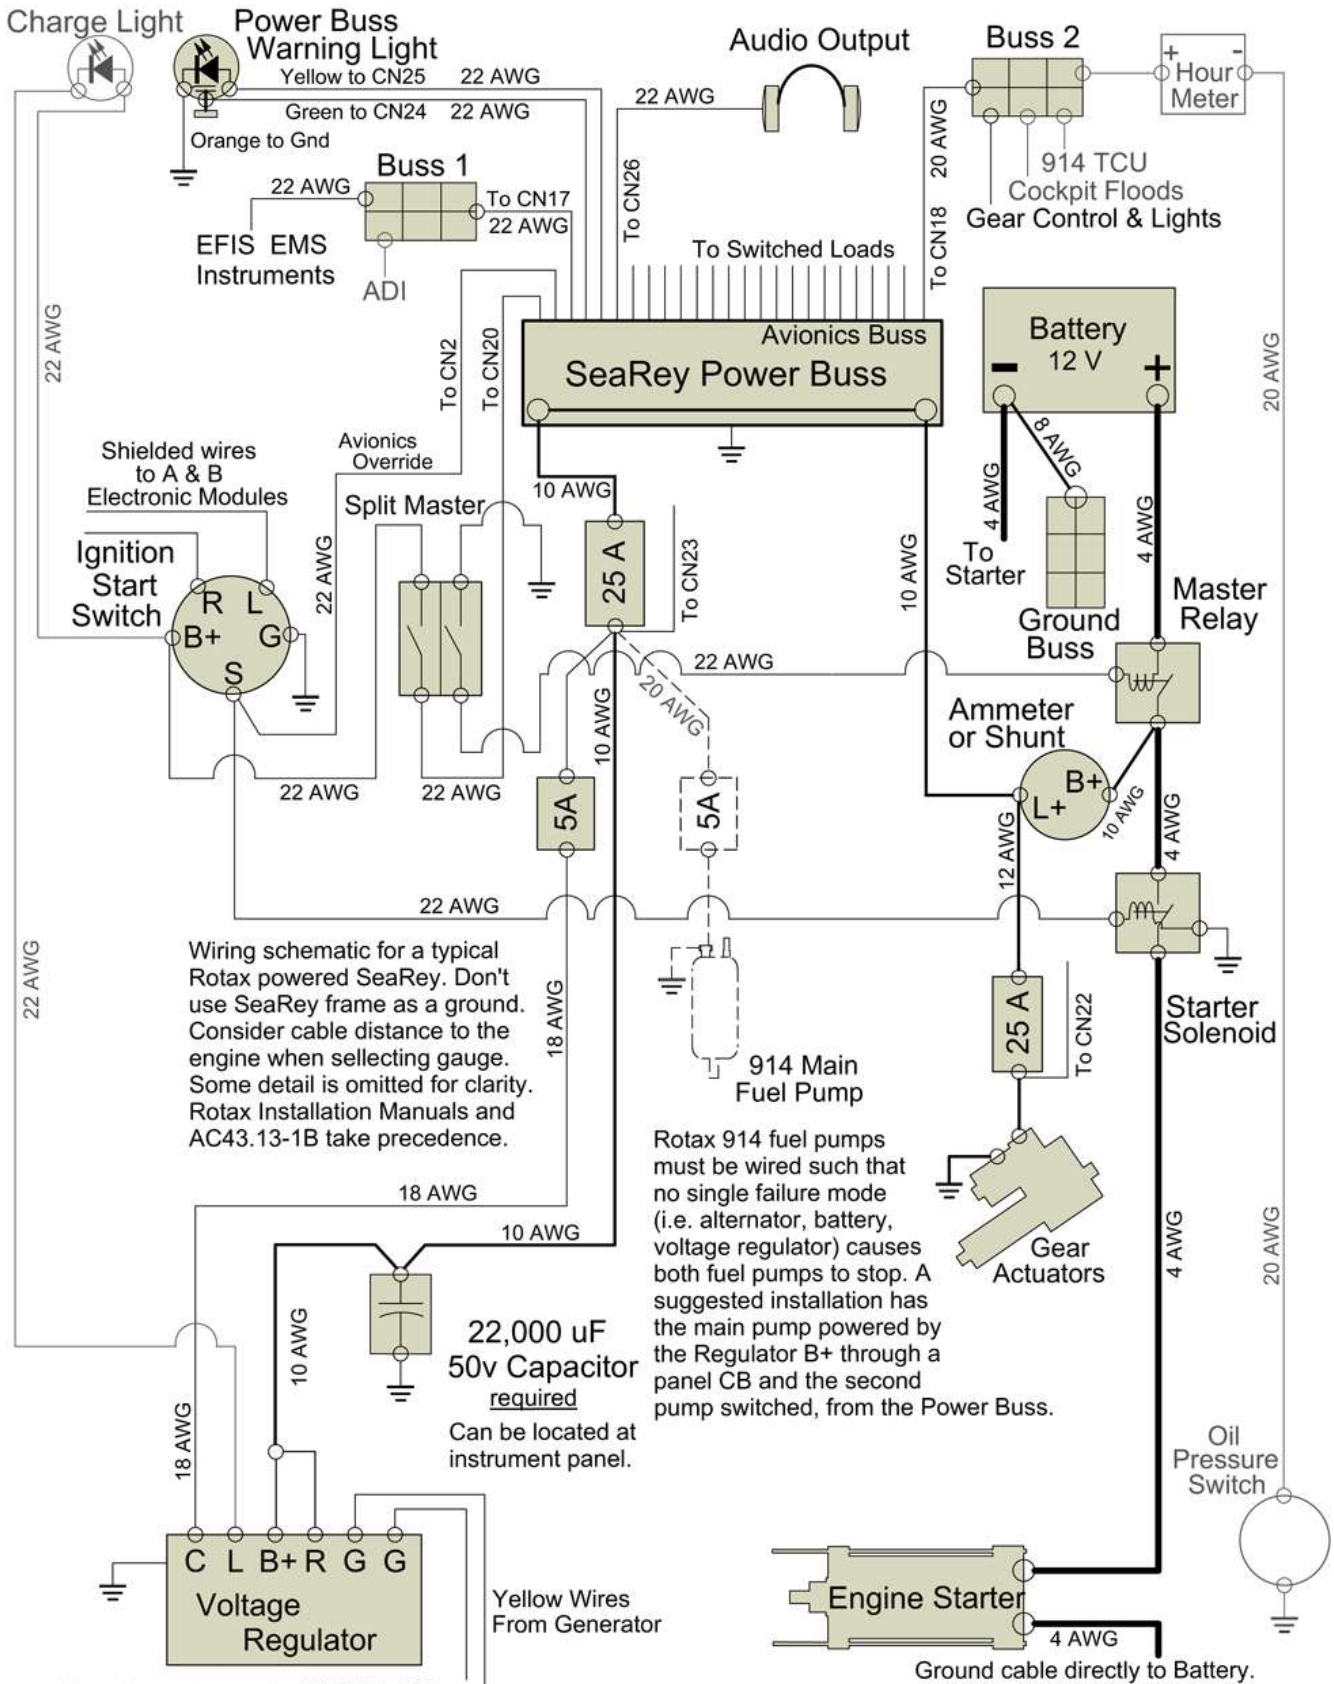 Charge Light
Power Buss
Warning Light
Yellow to CN25 22 AWG
Green to CN24 22 AWG
Orange to Gnd
Audio Output
22 AWG
To CN26
Buss 2
+ -
Hour
Meter
20 AWG
To CN18
914 TCU
Cockpit Floods
Gear Control & Lights
Buss 1
22 AWG
To CN17
22 AWG
EFIS EMS
Instruments
ADI
To Switched Loads
22 AWG
To CN2
To CN20
Avionics Buss
SeaRey Power Buss
Battery
12 V
- +
20 AWG
8 AWG
4 AWG
4 AWG
To
Starter
Ground
Buss
Master
Relay
Shielded wires
to A & B
Electronic Modules
Avionics
Override
Split Master
10 AWG
25 A
To CN23
10 AWG
Ignition
Start
Switch
R L
B+ G
S
22 AWG
22 AWG
20 AWG
10 AWG
Ammeter
or Shunt
B+
L+
10 AWG
4 AWG
22 AWG
22 AWG
5A
5A
12 AWG
22 AWG
22 AWG
Wiring schematic for a typical
Rotax powered SeaRey. Don't
use SeaRey frame as a ground.
Consider cable distance to the
engine when sellecting gauge.
Some detail is omitted for clarity.
Rotax Installation Manuals and
AC43.13-1B take precedence.
18 AWG
914 Main
Fuel Pump
25 A
To CN22
Starter
Solenoid
Rotax 914 fuel pumps
must be wired such that
no single failure mode
(i.e. alternator, battery,
voltage regulator) causes
both fuel pumps to stop. A
suggested installation has
the main pump powered by
the Regulator B+ through a
panel CB and the second
pump switched, from the Power Buss.
Gear
Actuators
4 AWG
20 AWG
18 AWG
10 AWG
10 AWG
22,000 uF
50v Capacitor
required
Can be located at
instrument panel.
18 AWG
Oil
Pressure
Switch
C L B+ R G G
Voltage
Regulator
Yellow Wires
From Generator
Engine Starter
4 AWG
Ground cable directly to Battery.